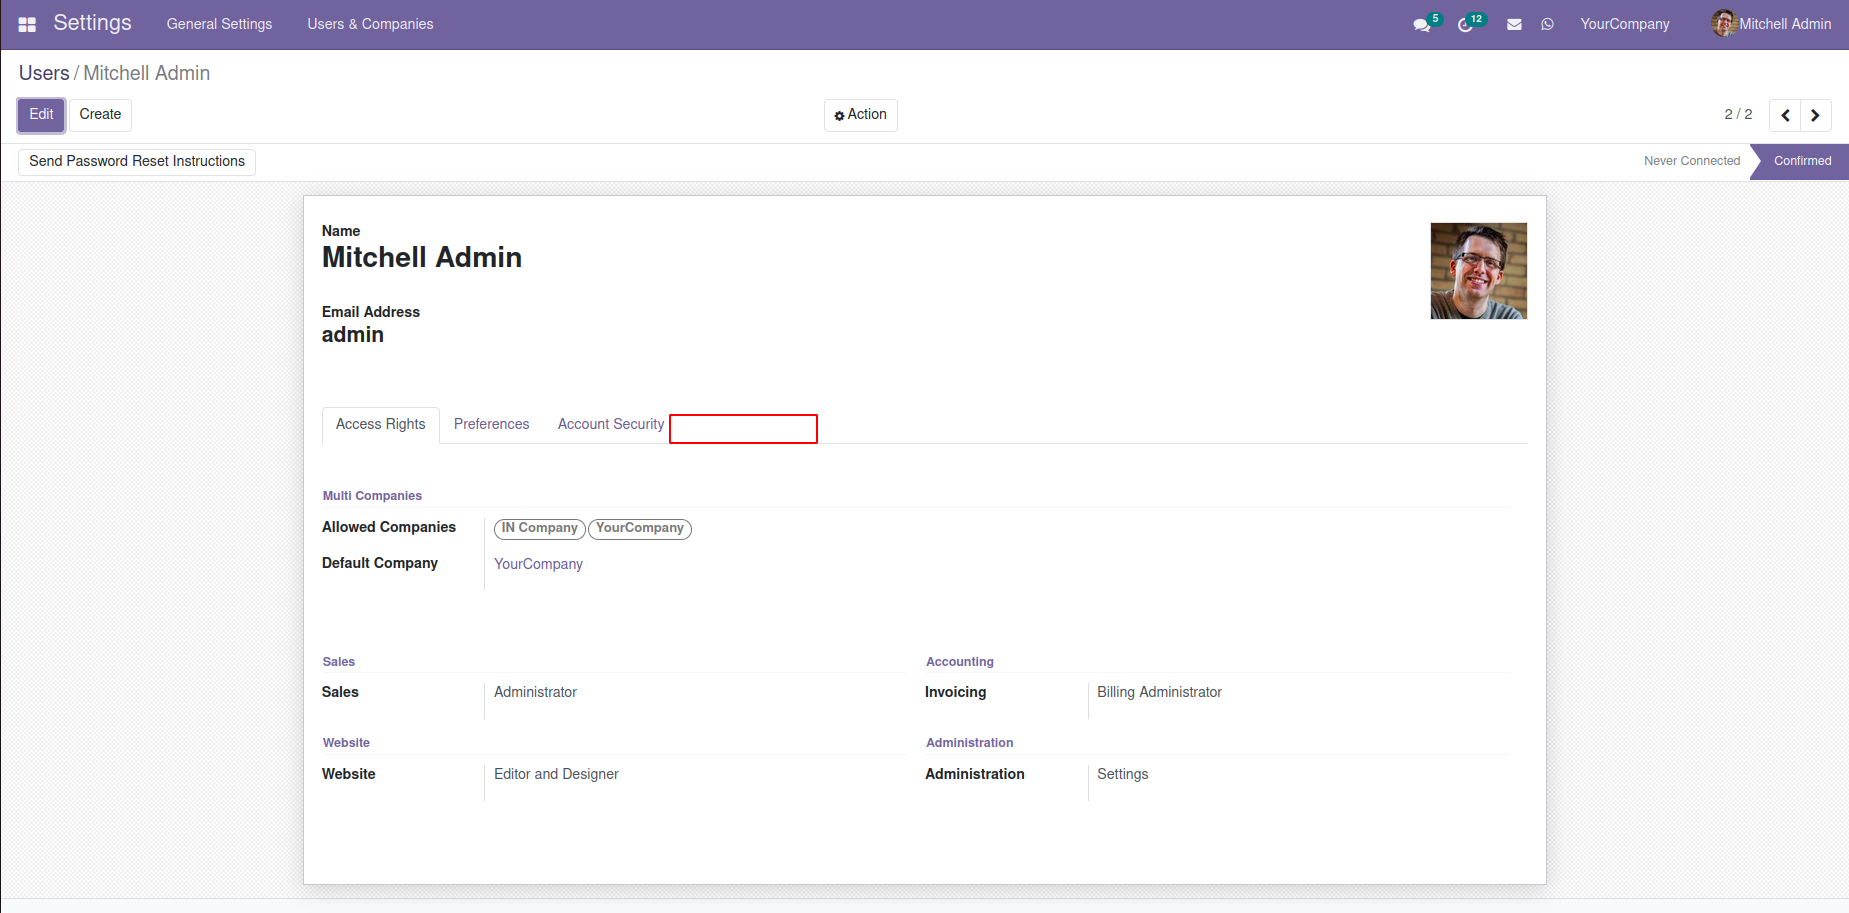 Settings General Settings Users & Companies 5 12 YourCompany Mitchell Admin
Users / Mitchell Admin
Edit Create Action 2 / 2
Send Password Reset Instructions Never Connected Confirmed
Name
Mitchell Admin
Email Address
admin
Access Rights Preferences Account Security
Multi Companies
Allowed Companies IN Company YourCompany
Default Company YourCompany
Sales Accounting
Sales Administrator Invoicing Billing Administrator
Website Administration
Website Editor and Designer Administration Settings